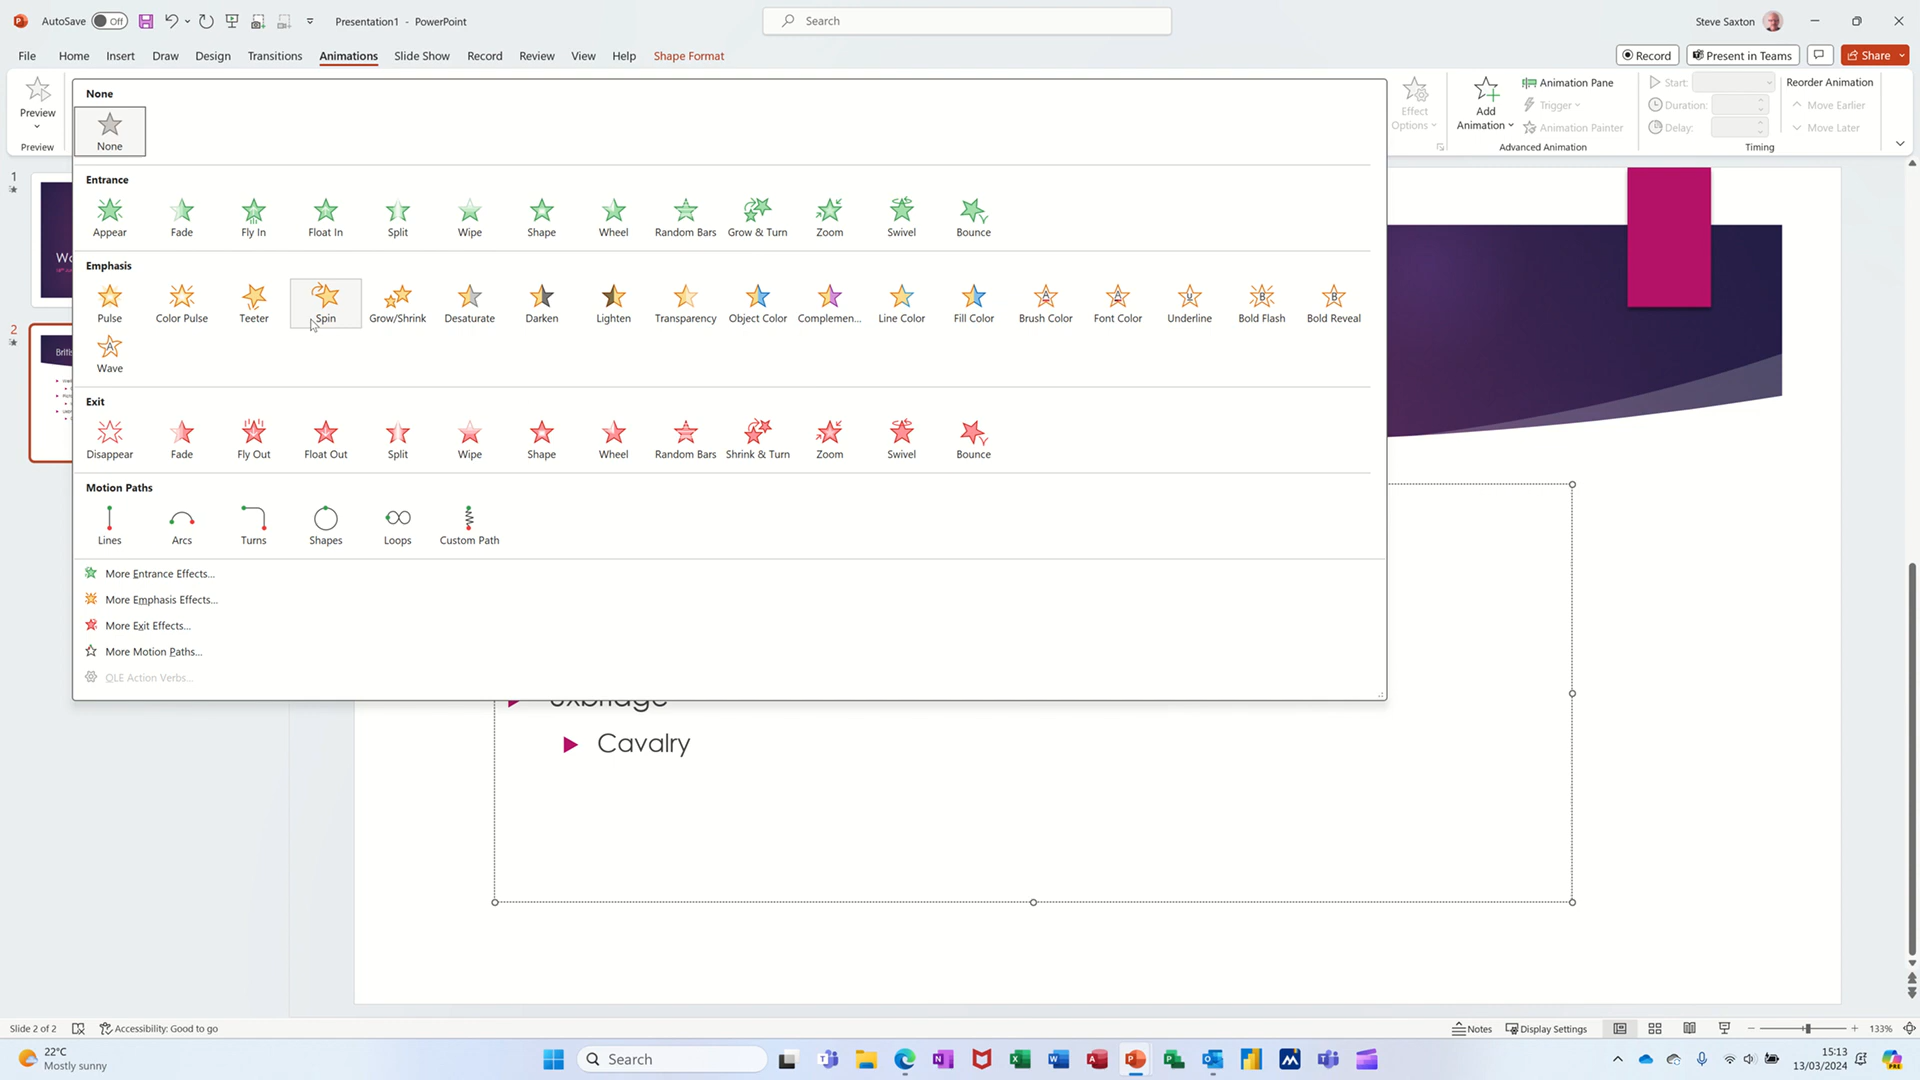 AutoSave Off Presentation1 - PowerPoint Search Steve Saxton
File Home Insert Draw Design Transitions Animations Slide Show Record Review View Help Shape Format Record Present in Teams Share
Preview
Preview
Effect
Options
Add
Animation
Animation Pane
Trigger
Animation Painter
Advanced Animation
Start:
Duration:
Delay:
Reorder Animation
Move Earlier
Move Later
Timing
None
None
Entrance
Appear Fade Fly In Float In Split Wipe Shape Wheel Random Bars Grow & Turn Zoom Swivel Bounce
Emphasis
Pulse Color Pulse Teeter Spin Grow/Shrink Desaturate Darken Lighten Transparency Object Color Complemen... Line Color Fill Color Brush Color Font Color Underline Bold Flash Bold Reveal
Wave
Exit
Disappear Fade Fly Out Float Out Split Wipe Shape Wheel Random Bars Shrink & Turn Zoom Swivel Bounce
Motion Paths
Lines Arcs Turns Shapes Loops Custom Path
More Entrance Effects...
More Emphasis Effects...
More Exit Effects...
More Motion Paths...
OLE Action Verbs...
1
2
Cavalry
Slide 2 of 2 Accessibility: Good to go Notes Display Settings 133%
22°C
Mostly sunny
Search
15:13
13/03/2024